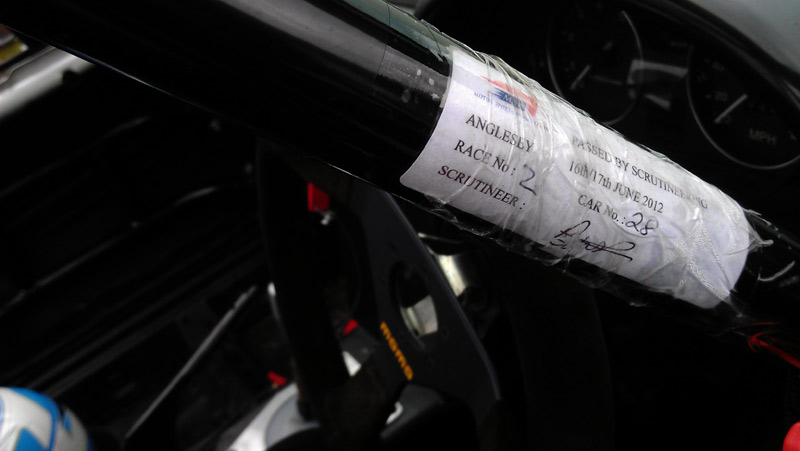 ANGLESEY
PASSED BY SCRUTINEERING
16th/17th JUNE 2012
RACE No : 2
CAR No. : 28
SCRUTINEER :
momo
MPH